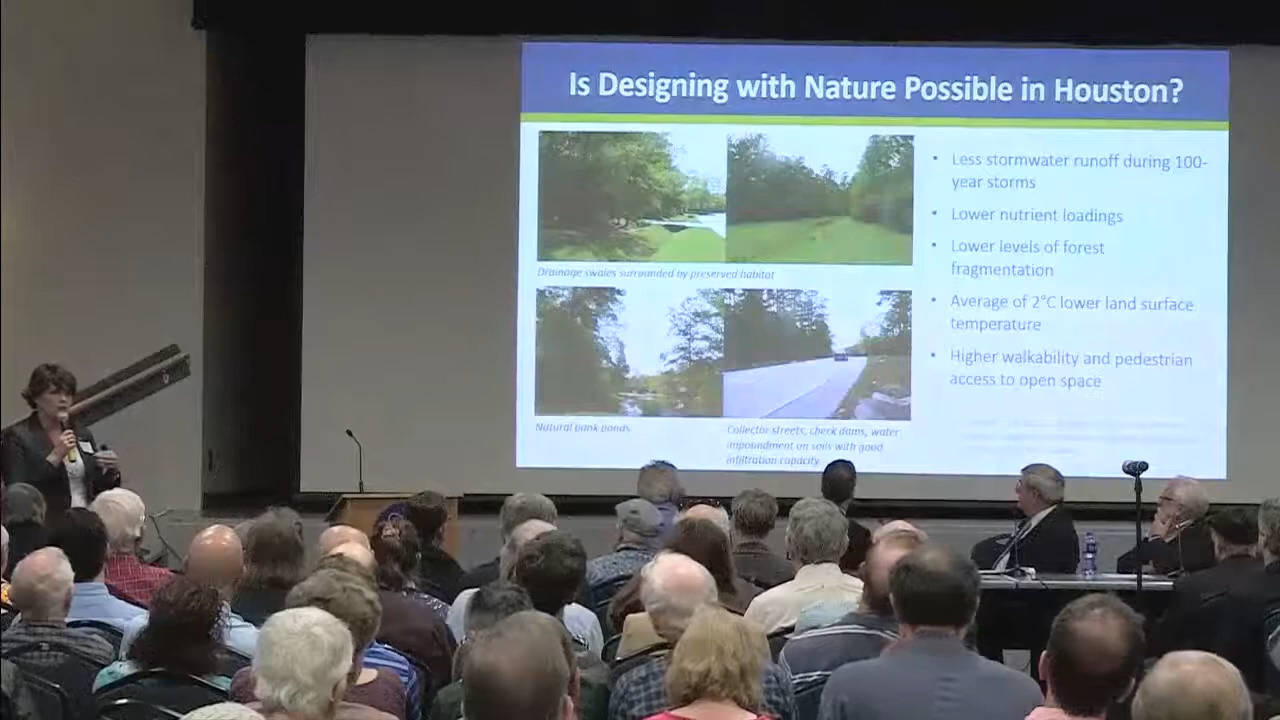 Is Designing with Nature Possible in Houston?
Drainage swales surrounded by preserved habitat
Natural bank ponds
Collector streets, check dams, water
impoundment on soils with good
infiltration capacity
• Less stormwater runoff during 100-
year storms
• Lower nutrient loadings
• Lower levels of forest
fragmentation
• Average of 2°C lower land surface
temperature
• Higher walkability and pedestrian
access to open space